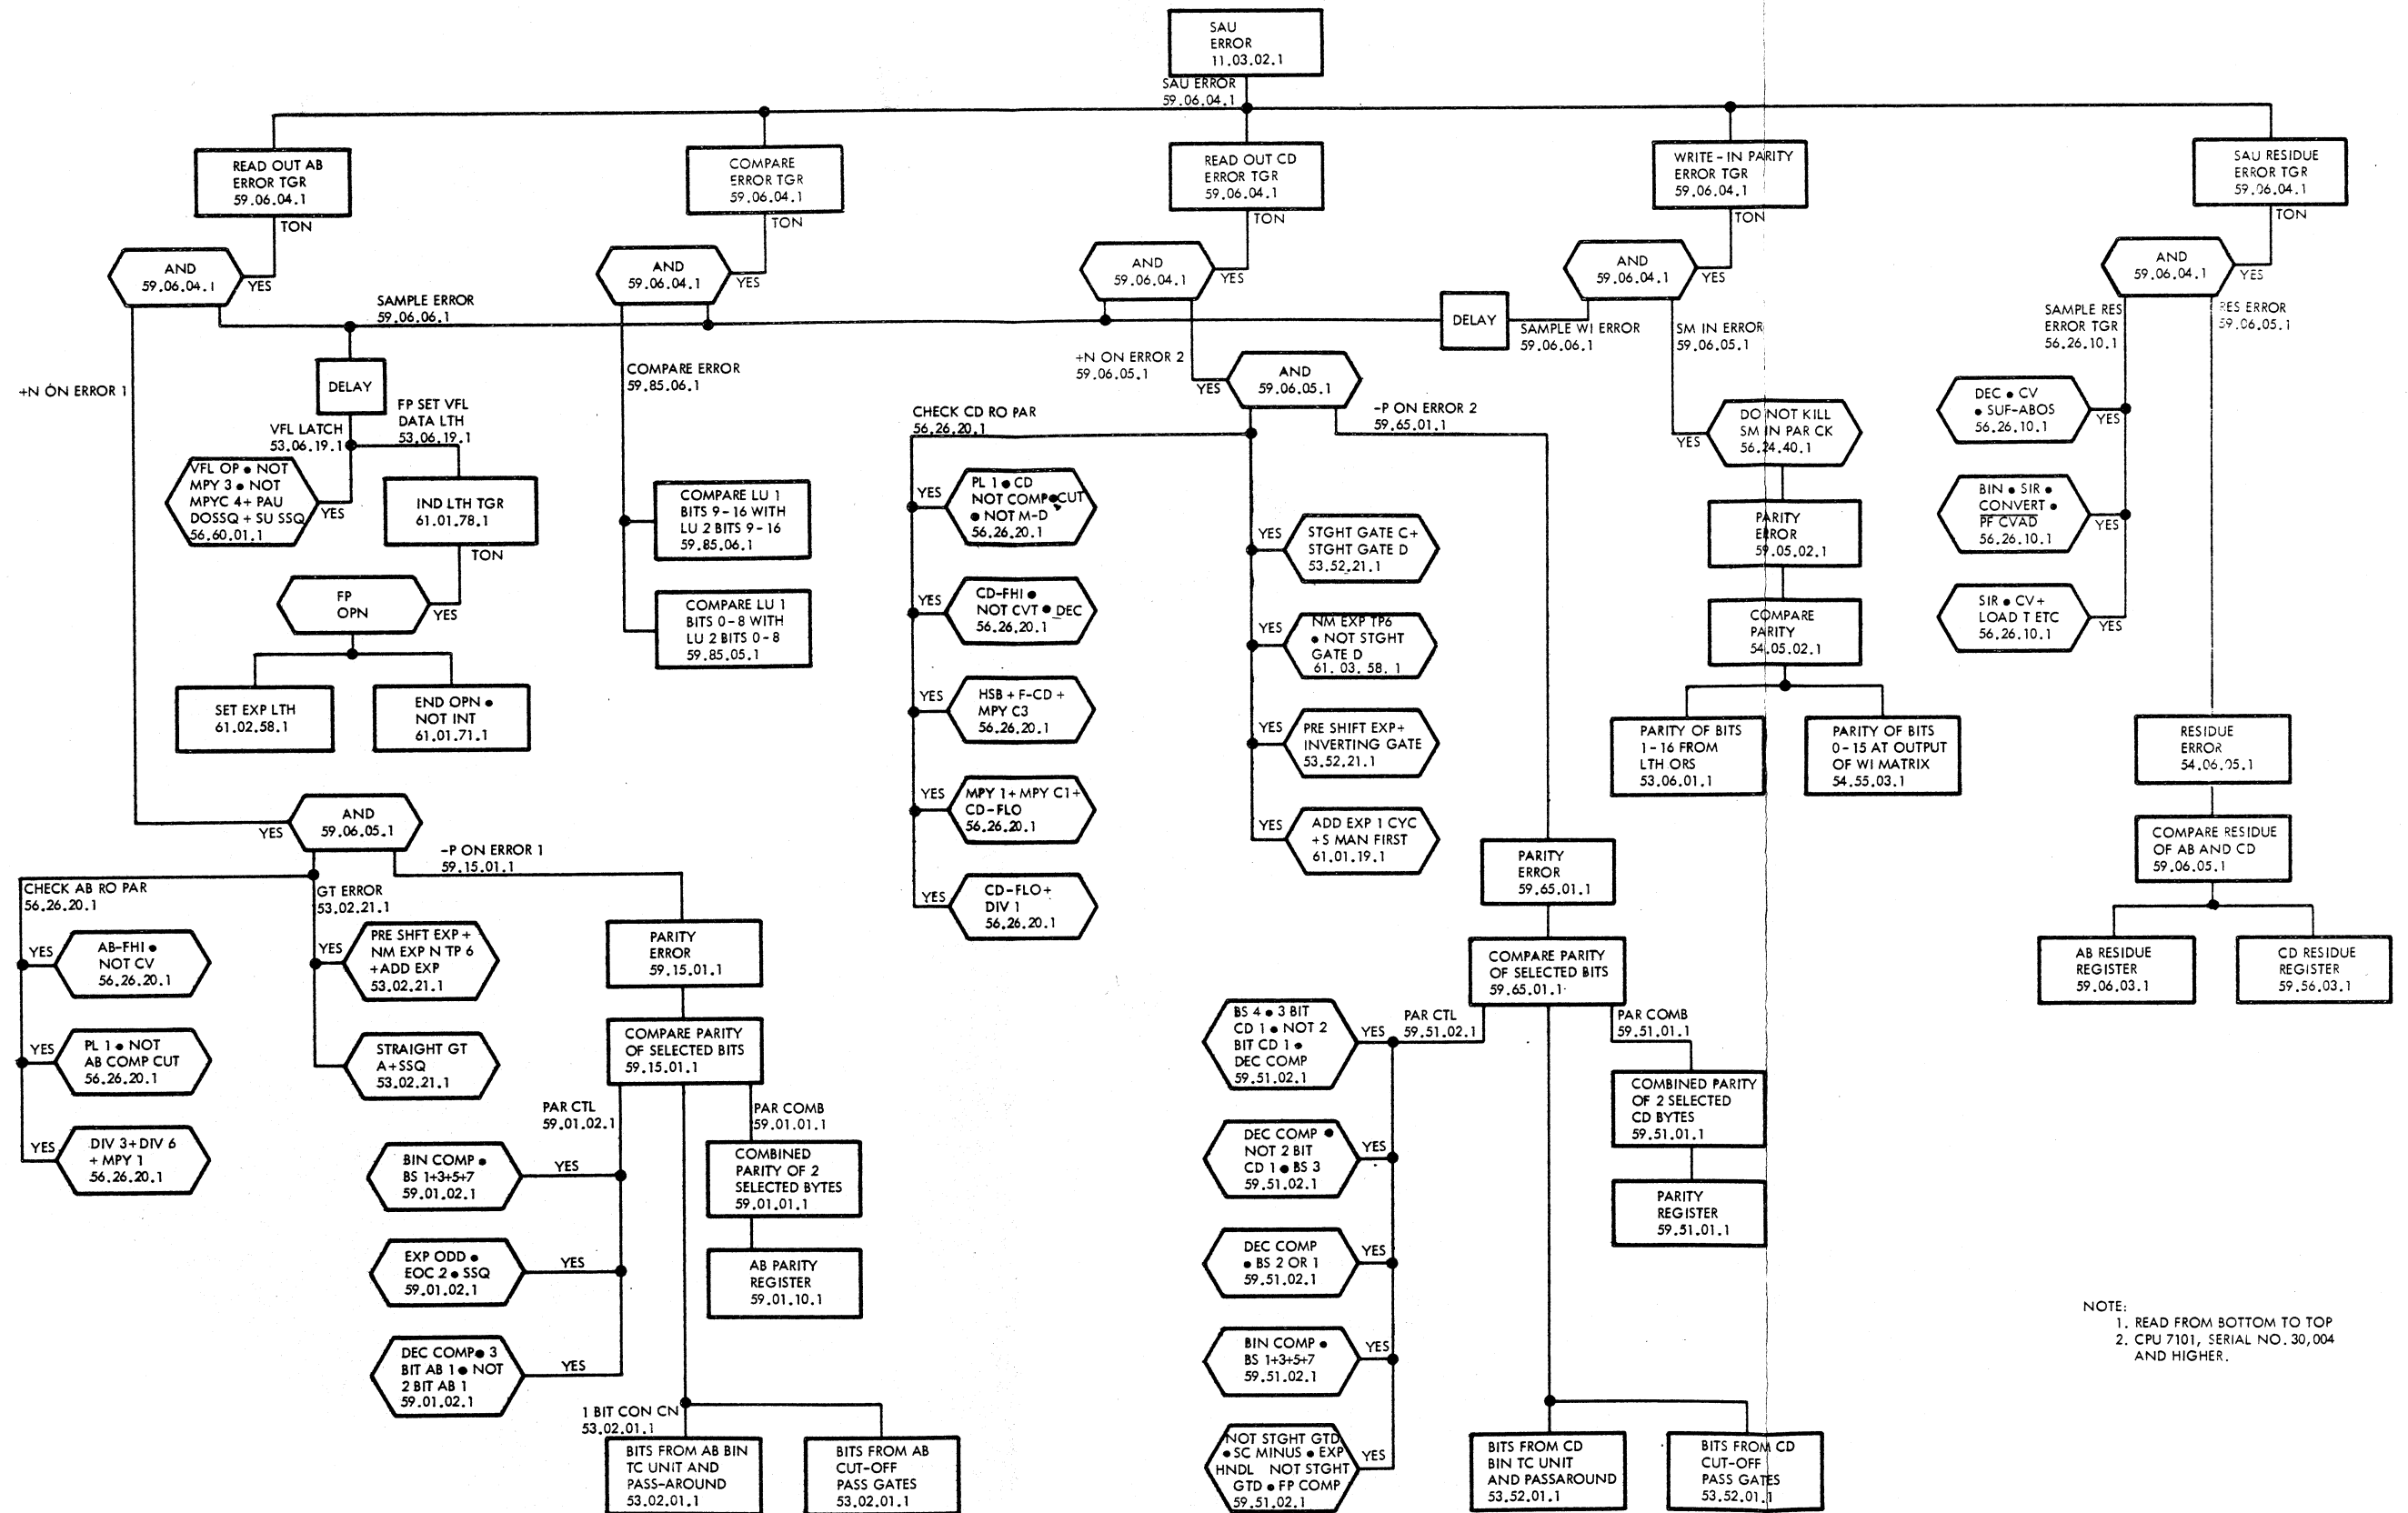 SAU
ERROR
11.03.02.1
SAU ERROR
59.06.04.1
READ OUT AB
ERROR TGR
59.06.04.1
TON
COMPARE
ERROR TGR
59.06.04.1
TON
READ OUT CD
ERROR TGR
59.06.04.1
TON
WRITE-IN PARITY
ERROR TGR
59.06.04.1
TON
SAU RESIDUE
ERROR TGR
59.06.04.1
TON
AND
59.06.04.1
YES
AND
59.06.04.1
YES
AND
59.06.04.1
YES
AND
59.06.04.1
YES
AND
59.06.04.1
YES
SAMPLE ERROR
59.06.06.1
DELAY
SAMPLE WI ERROR
59.06.06.1
SM IN ERROR
59.06.05.1
SAMPLE RES
ERROR TGR
56.26.10.1
RES ERROR
59.06.05.1
+N ON ERROR 1
DELAY
VFL LATCH
53.06.19.1
FP SET VFL
DATA LTH
53.06.19.1
VFL OP ● NOT
MPY 3 ● NOT
MPYC 4+ PAU
DOSSQ + SU SSQ
56.60.01.1
YES
IND LTH TGR
61.01.78.1
TON
FP
OPN
YES
SET EXP LTH
61.02.58.1
END OPN ●
NOT INT
61.01.71.1
COMPARE ERROR
59.85.06.1
COMPARE LU 1
BITS 9-16 WITH
LU 2 BITS 9-16
59.85.06.1
COMPARE LU 1
BITS 0-8 WITH
LU 2 BITS 0-8
59.85.05.1
+N ON ERROR 2
59.06.05.1
YES
AND
59.06.05.1
CHECK CD RO PAR
56.26.20.1
-P ON ERROR 2
59.65.01.1
YES
PL 1 ● CD
NOT COMP●CUT
● NOT M-D
56.26.20.1
YES
CD-FHI ●
NOT CVT ● DEC
56.26.20.1
YES
HSB + F-CD +
MPY C3
56.26.20.1
YES
MPY 1+ MPY C1+
CD-FLO
56.26.20.1
YES
CD-FLO+
DIV 1
56.26.20.1
YES
STGHT GATE C+
STGHT GATE D
53.52.21.1
YES
NM EXP TP6
● NOT STGHT
GATE D
61.03.58.1
YES
PRE SHIFT EXP+
INVERTING GATE
53.52.21.1
YES
ADD EXP 1 CYC
+S MAN FIRST
61.01.19.1
YES
DO NOT KILL
SM IN PAR CK
56.24.40.1
PARITY
ERROR
59.05.02.1
COMPARE
PARITY
54.05.02.1
PARITY OF BITS
1-16 FROM
LTH ORS
53.06.01.1
PARITY OF BITS
0-15 AT OUTPUT
OF WI MATRIX
54.55.03.1
DEC ● CV
● SUF-ABOS
56.26.10.1
YES
BIN ● SIR ●
CONVERT ●
PF CVAD
56.26.10.1
YES
SIR ● CV+
LOAD T ETC
56.26.10.1
YES
RESIDUE
ERROR
54.06.05.1
COMPARE RESIDUE
OF AB AND CD
59.06.05.1
AB RESIDUE
REGISTER
59.06.03.1
CD RESIDUE
REGISTER
59.56.03.1
YES
AND
59.06.05.1
CHECK AB RO PAR
56.26.20.1
GT ERROR
53.02.21.1
-P ON ERROR 1
59.15.01.1
YES
AB-FHI ●
NOT CV
56.26.20.1
YES
PL 1 ● NOT
AB COMP CUT
56.26.20.1
YES
DIV 3+DIV 6
+ MPY 1
56.26.20.1
YES
PRE SHFT EXP +
NM EXP N TP 6
+ADD EXP
53.02.21.1
STRAIGHT GT
A+SSQ
53.02.21.1
PARITY
ERROR
59.15.01.1
COMPARE PARITY
OF SELECTED BITS
59.15.01.1
PAR CTL
59.01.02.1
PAR COMB
59.01.01.1
BIN COMP ●
BS 1+3+5+7
59.01.02.1
YES
EXP ODD ●
EOC 2 ● SSQ
59.01.02.1
YES
DEC COMP● 3
BIT AB 1 ● NOT
2 BIT AB 1
59.01.02.1
YES
COMBINED
PARITY OF 2
SELECTED BYTES
59.01.01.1
AB PARITY
REGISTER
59.01.10.1
1 BIT CON CN
53.02.01.1
BITS FROM AB BIN
TC UNIT AND
PASS-AROUND
53.02.01.1
BITS FROM AB
CUT-OFF
PASS GATES
53.02.01.1
PARITY
ERROR
59.65.01.1
COMPARE PARITY
OF SELECTED BITS
59.65.01.1
PAR CTL
59.51.02.1
PAR COMB
59.51.01.1
BS 4 ● 3 BIT
CD 1 ● NOT 2
BIT CD 1 ●
DEC COMP
59.51.02.1
YES
DEC COMP ●
NOT 2 BIT
CD 1 ● BS 3
59.51.02.1
YES
DEC COMP
● BS 2 OR 1
59.51.02.1
YES
BIN COMP ●
BS 1+3+5+7
59.51.02.1
YES
NOT STGHT GTD
● SC MINUS ● EXP
HNDL NOT STGHT
GTD ● FP COMP
59.51.02.1
YES
COMBINED PARITY
OF 2 SELECTED
CD BYTES
59.51.01.1
PARITY
REGISTER
59.51.01.1
BITS FROM CD
BIN TC UNIT
AND PASSAROUND
53.52.01.1
BITS FROM CD
CUT-OFF
PASS GATES
53.52.01.1
NOTE:
1. READ FROM BOTTOM TO TOP
2. CPU 7101, SERIAL NO. 30,004
AND HIGHER.